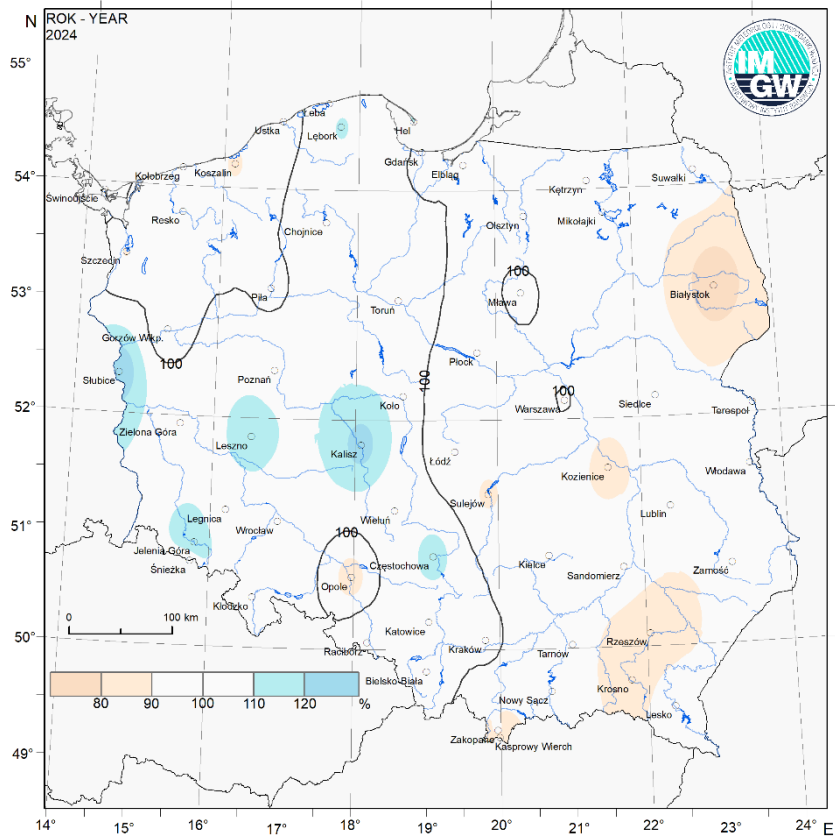 N
ROK - YEAR
2024
IMGW
55°
Łeba
Ustka
Lębork
Hel
Gdańsk
Elbląg
54°
Kołobrzeg
Koszalin
Suwałki
Kętrzyn
Świnoujście
Resko
Chojnice
Olsztyn
Mikołajki
Szczecin
100
53°
Piła
Toruń
Mława
Białystok
Gorzów Wlkp.
100
Płock
Słubice
Poznań
100
100
52°
Koło
Warszawa
Siedlce
Terespol
Zielona Góra
Leszno
Kalisz
Łódź
Kozienice
Włodawa
Sulejów
51°
Legnica
Wrocław
Wieluń
Lublin
100
Jelenia Góra
Śnieżka
Częstochowa
Kielce
Sandomierz
Zamość
Opole
Kłodzko
0
100 km
50°
Katowice
Racibórz
Kraków
Tarnów
Rzeszów
Bielsko-Biała
Krosno
80 90 100 110 120 %
Nowy Sącz
Lesko
49°
Zakopane
Kasprowy Wierch
14° 15° 16° 17° 18° 19° 20° 21° 22° 23° E